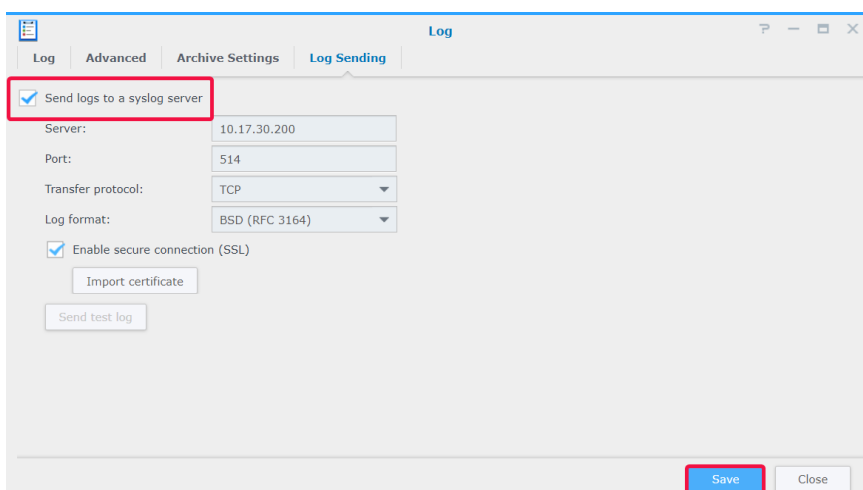 Log
Log Advanced Archive Settings Log Sending
Send logs to a syslog server
Server: 10.17.30.200
Port: 514
Transfer protocol: TCP
Log format: BSD (RFC 3164)
Enable secure connection (SSL)
Import certificate
Send test log
Save Close